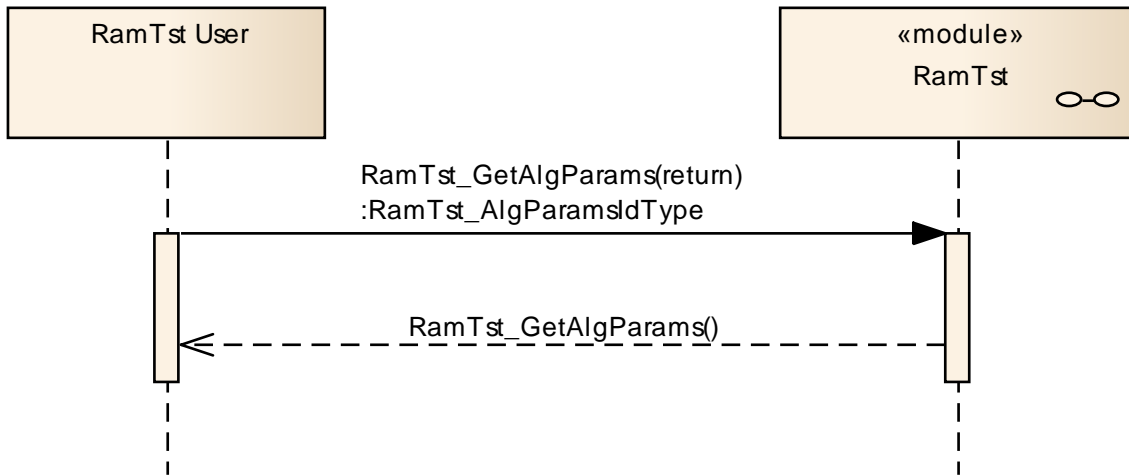 RamTst User
«module»
RamTst
RamTst_GetAlgParams(return)
:RamTst_AlgParamsIdType
RamTst_GetAlgParams()